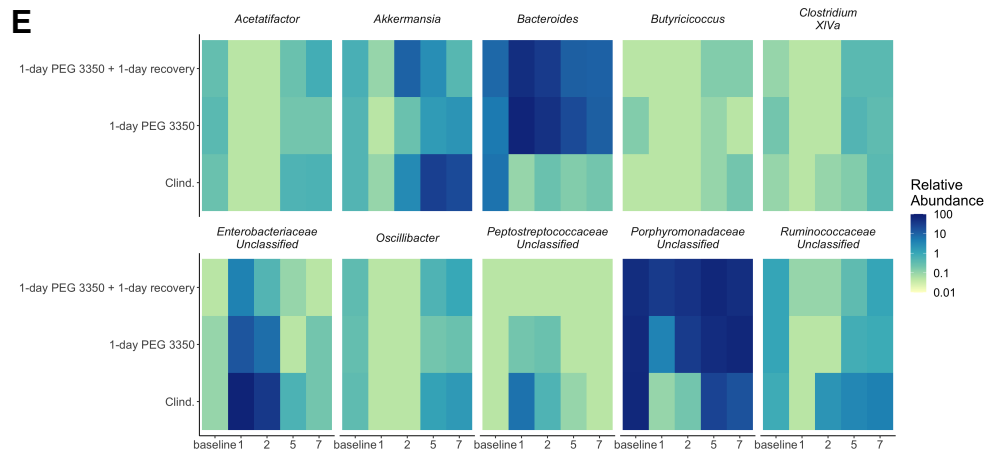 E
Acetatifactor
Akkermansia
Bacteroides
Butyricicoccus
Clostridium
XIVa
1-day PEG 3350 + 1-day recovery
1-day PEG 3350
Clind.
Relative
Abundance
100
10
1
0.1
0.01
Enterobacteriaceae
Unclassified
Oscillibacter
Peptostreptococcaceae
Unclassified
Porphyromonadaceae
Unclassified
Ruminococcaceae
Unclassified
1-day PEG 3350 + 1-day recovery
1-day PEG 3350
Clind.
baseline 1 2 5 7
baseline 1 2 5 7
baseline 1 2 5 7
baseline 1 2 5 7
baseline 1 2 5 7